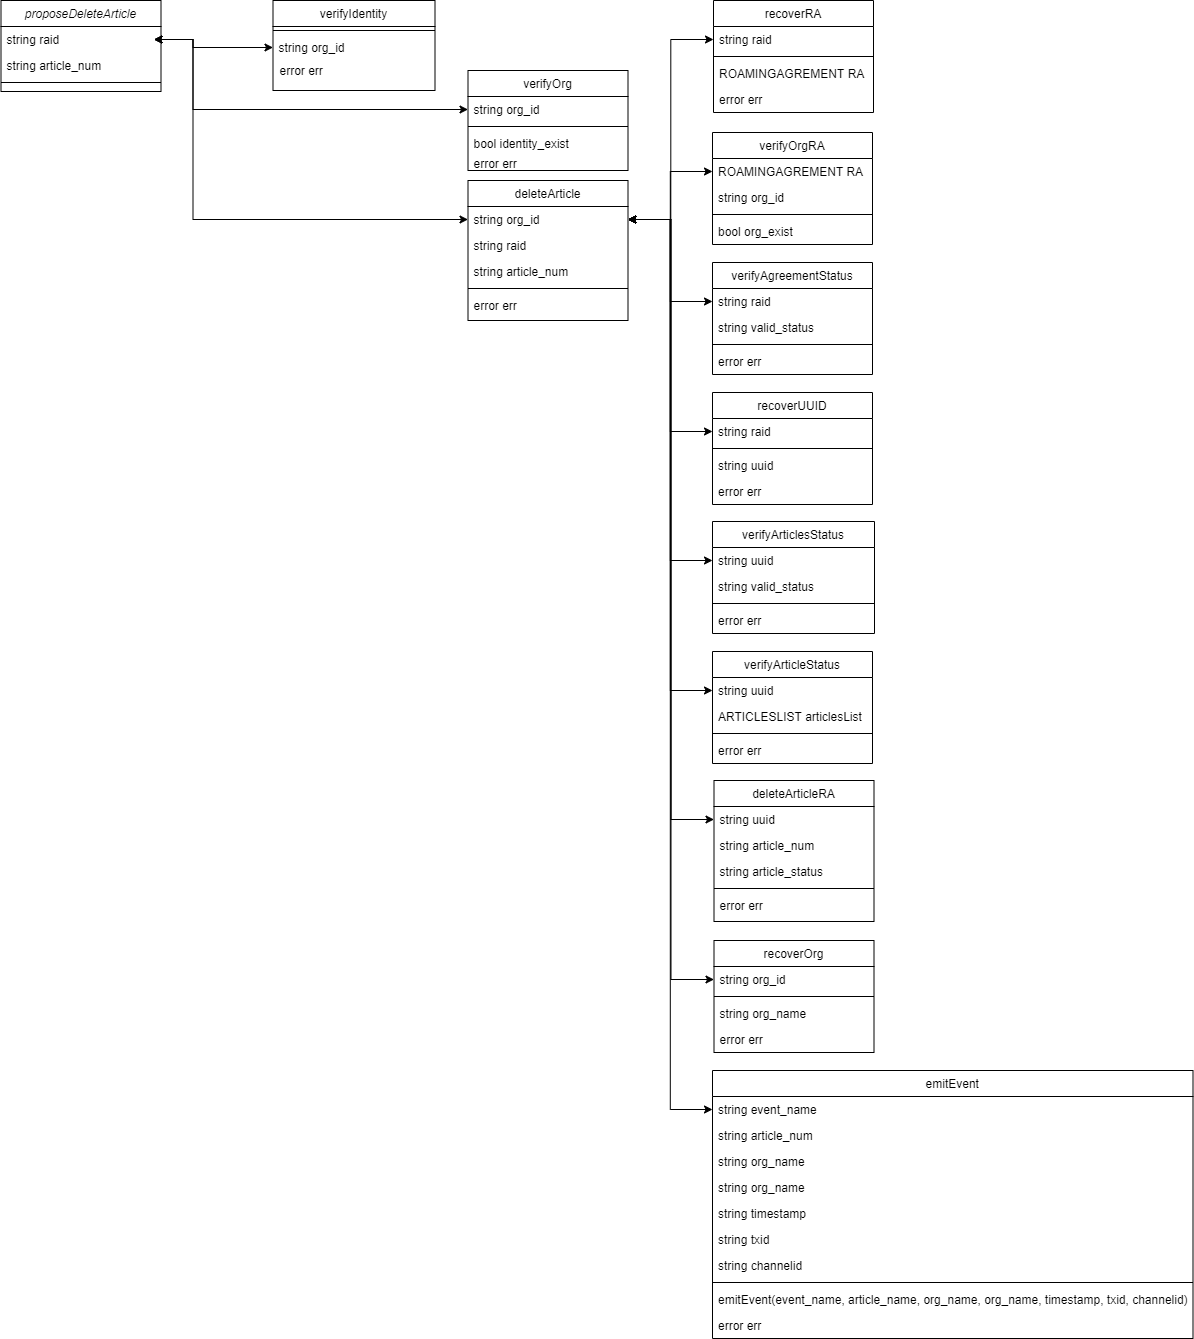 proposeDeleteArticle
string raid
string article_num
verifyIdentity
string org_id
error err
verifyOrg
string org_id
bool identity_exist
error err
deleteArticle
string org_id
string raid
string article_num
error err
recoverRA
string raid
ROAMINGAGREMENT RA
error err
verifyOrgRA
ROAMINGAGREMENT RA
string org_id
bool org_exist
verifyAgreementStatus
string raid
string valid_status
error err
recoverUUID
string raid
string uuid
error err
verifyArticlesStatus
string uuid
string valid_status
error err
verifyArticleStatus
string uuid
ARTICLESLIST articlesList
error err
deleteArticleRA
string uuid
string article_num
string article_status
error err
recoverOrg
string org_id
string org_name
error err
emitEvent
string event_name
string article_num
string org_name
string org_name
string timestamp
string txid
string channelid
emitEvent(event_name, article_name, org_name, org_name, timestamp, txid, channelid)
error err